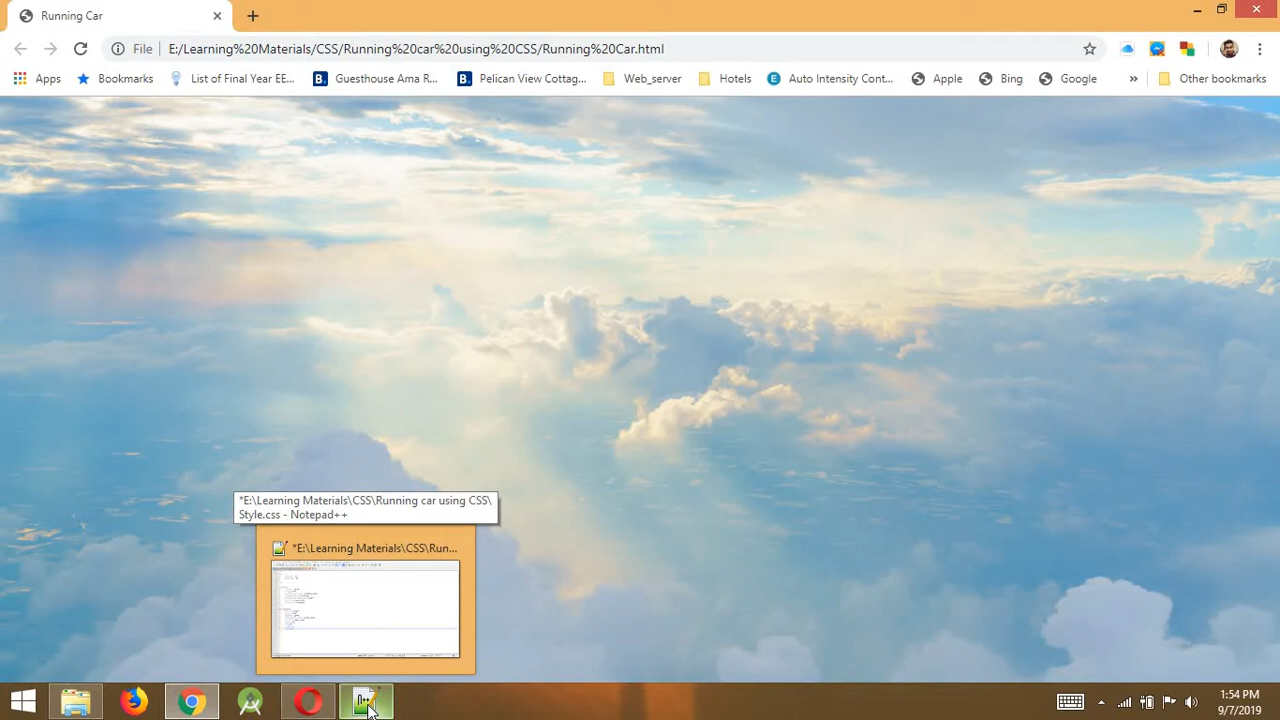 Running Car
File E:/Learning%20Materials/CSS/Running%20car%20using%20CSS/Running%20Car.html
Apps Bookmarks List of Final Year EE... Guesthouse Ama R... Pelican View Cottag... Web_server Hotels Auto Intensity Cont... Apple Bing Google » Other bookmarks
*E:\Learning Materials\CSS\Running car using CSS\
Style.css - Notepad++
*E:\Learning Materials\CSS\Run...
1:54 PM
9/7/2019